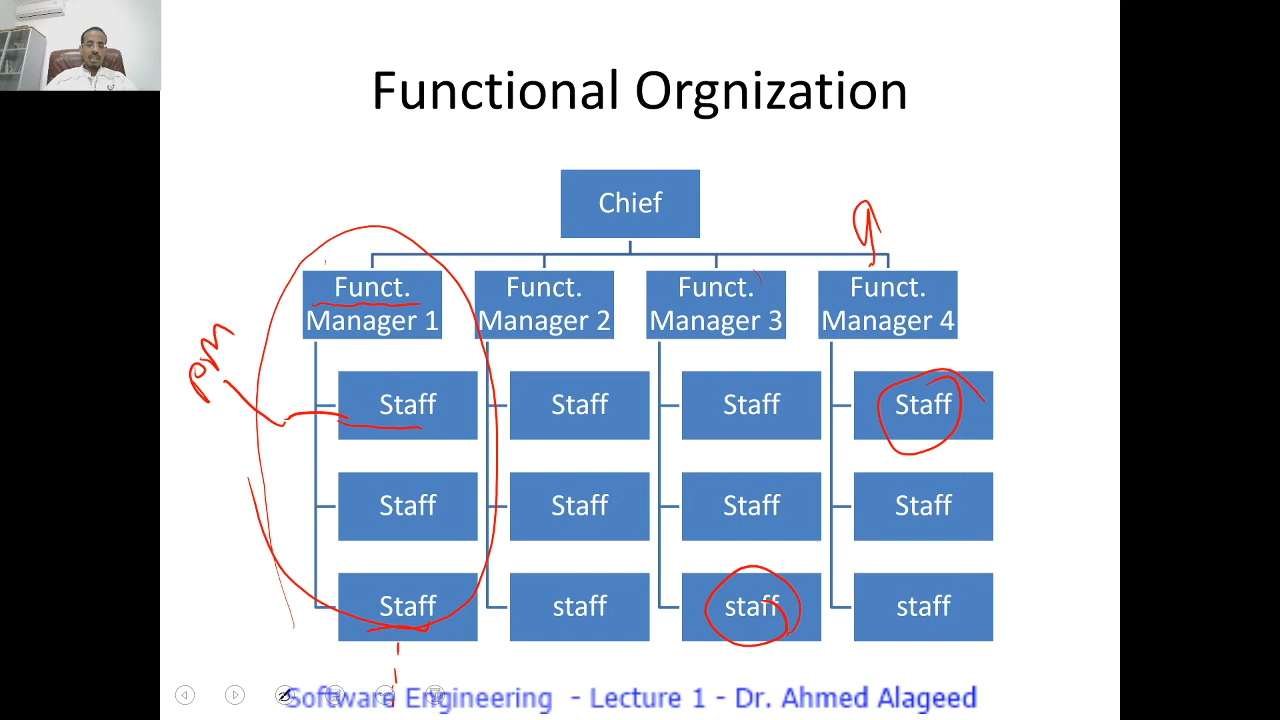 Functional Orgnization
Chief
Funct.
Manager 1
Funct.
Manager 2
Funct.
Manager 3
Funct.
Manager 4
PM
Staff
Staff
Staff
Staff
Staff
Staff
Staff
Staff
Staff
staff
staff
staff
Software Engineering - Lecture 1 - Dr. Ahmed Alageed